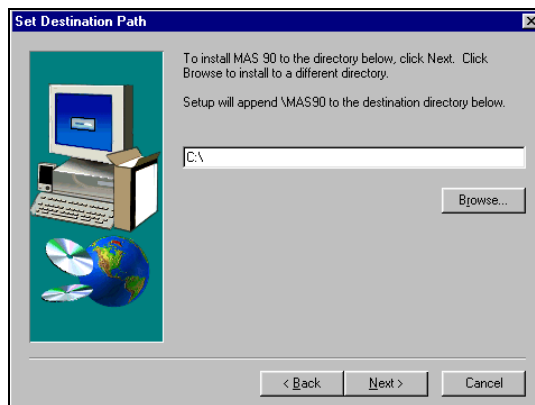 Set Destination Path
To install MAS 90 to the directory below, click Next. Click
Browse to install to a different directory.
Setup will append \MAS90 to the destination directory below.
C:\
Browse...
< Back
Next >
Cancel